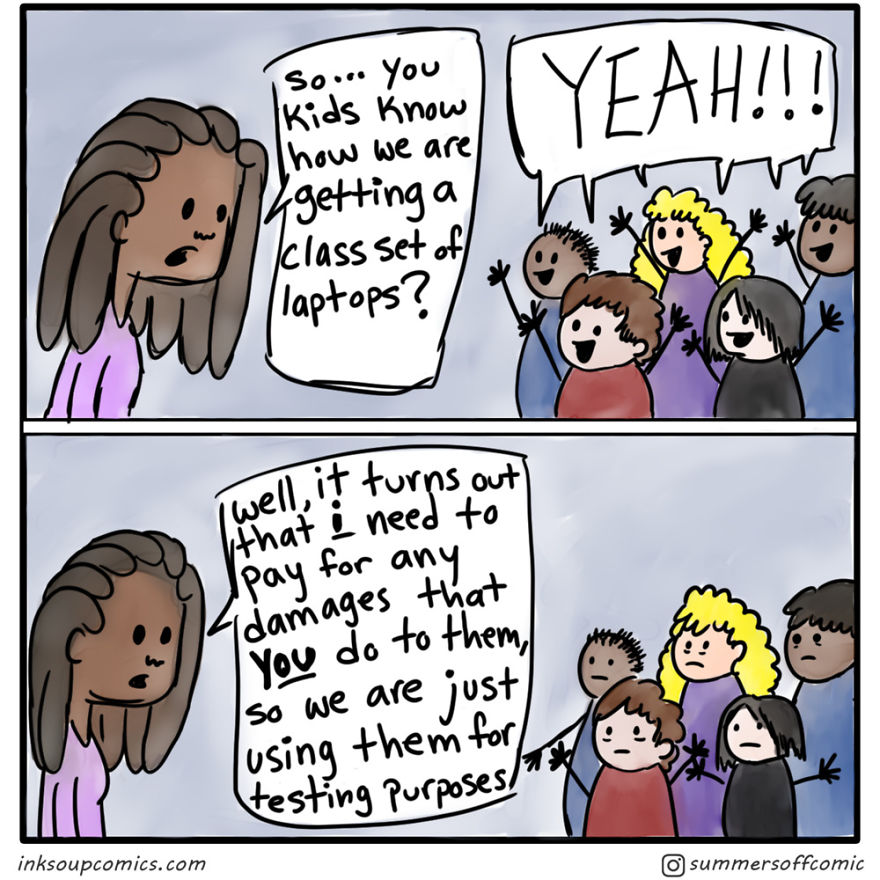 So... You
Kids Know
how we are
getting a
class set of
laptops?
YEAH!!!
well, it turns out
that i need to
pay for any
damages that
You do to them,
so we are just
using them for
testing purposes!
inksoupcomics.com
summersoffcomic